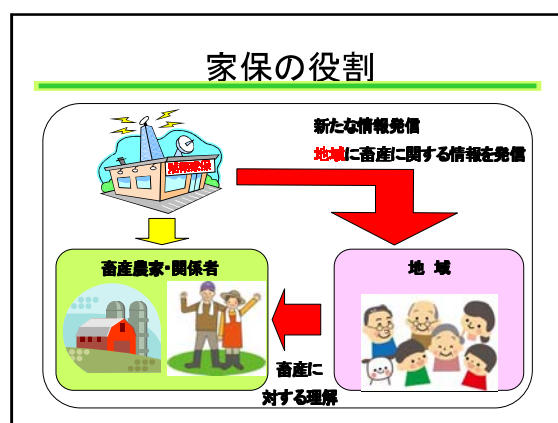 家保の役割
新たな情報発信
地域に畜産に関する情報を発信
畜産農家・関係者
地 域
畜産に
対する理解